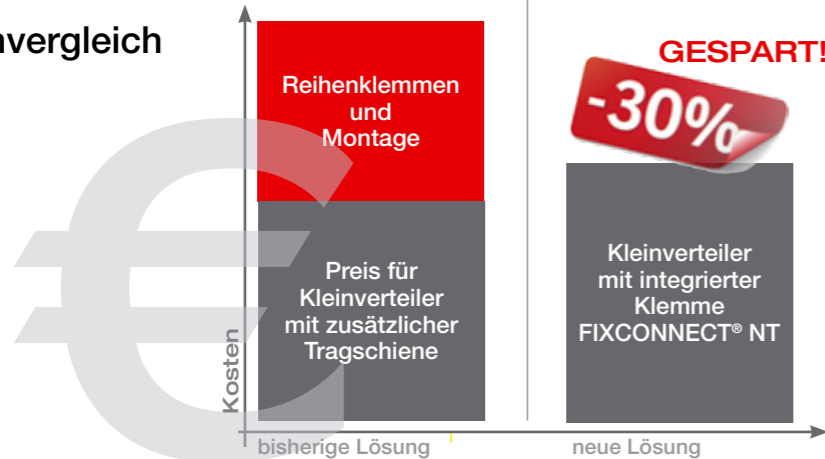 nvergleich
GESPART!
-30%
Reihenklemmen
und
Montage
Preis für
Kleinverteiler
mit zusätzlicher
Tragschiene
Kleinverteiler
mit integrierter
Klemme
FIXCONNECT® NT
Kosten
€
bisherige Lösung
neue Lösung